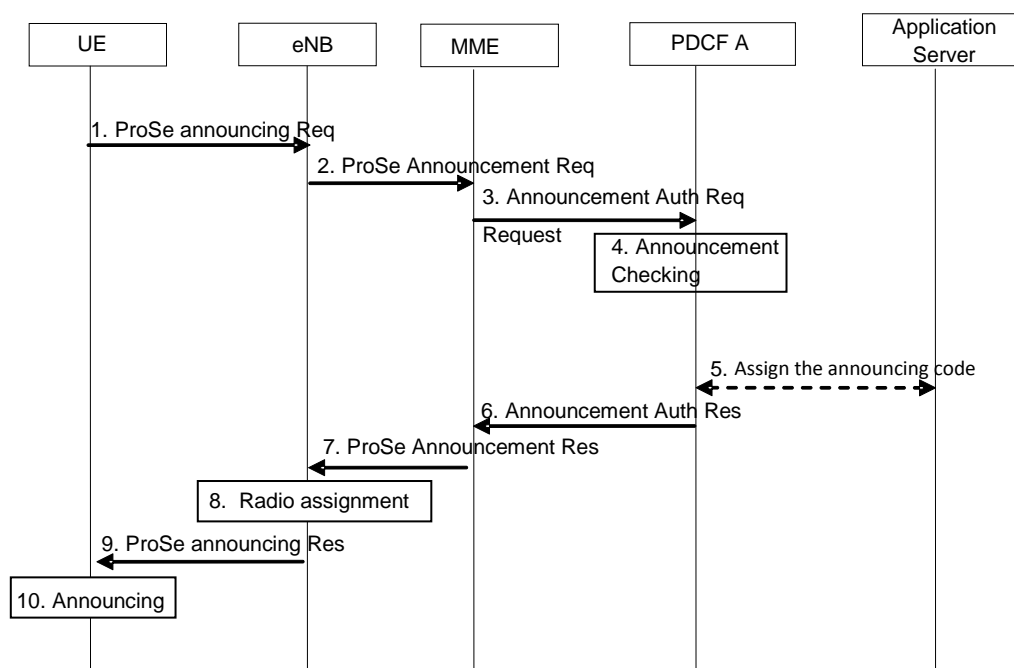 UE
eNB
MME
PDCF A
Application
Server
1. ProSe announcing Req
2. ProSe Announcement Req
3. Announcement Auth Req
Request
4. Announcement
Checking
5. Assign the announcing code
6. Announcement Auth Res
7. ProSe Announcement Res
8. Radio assignment
9. ProSe announcing Res
10. Announcing